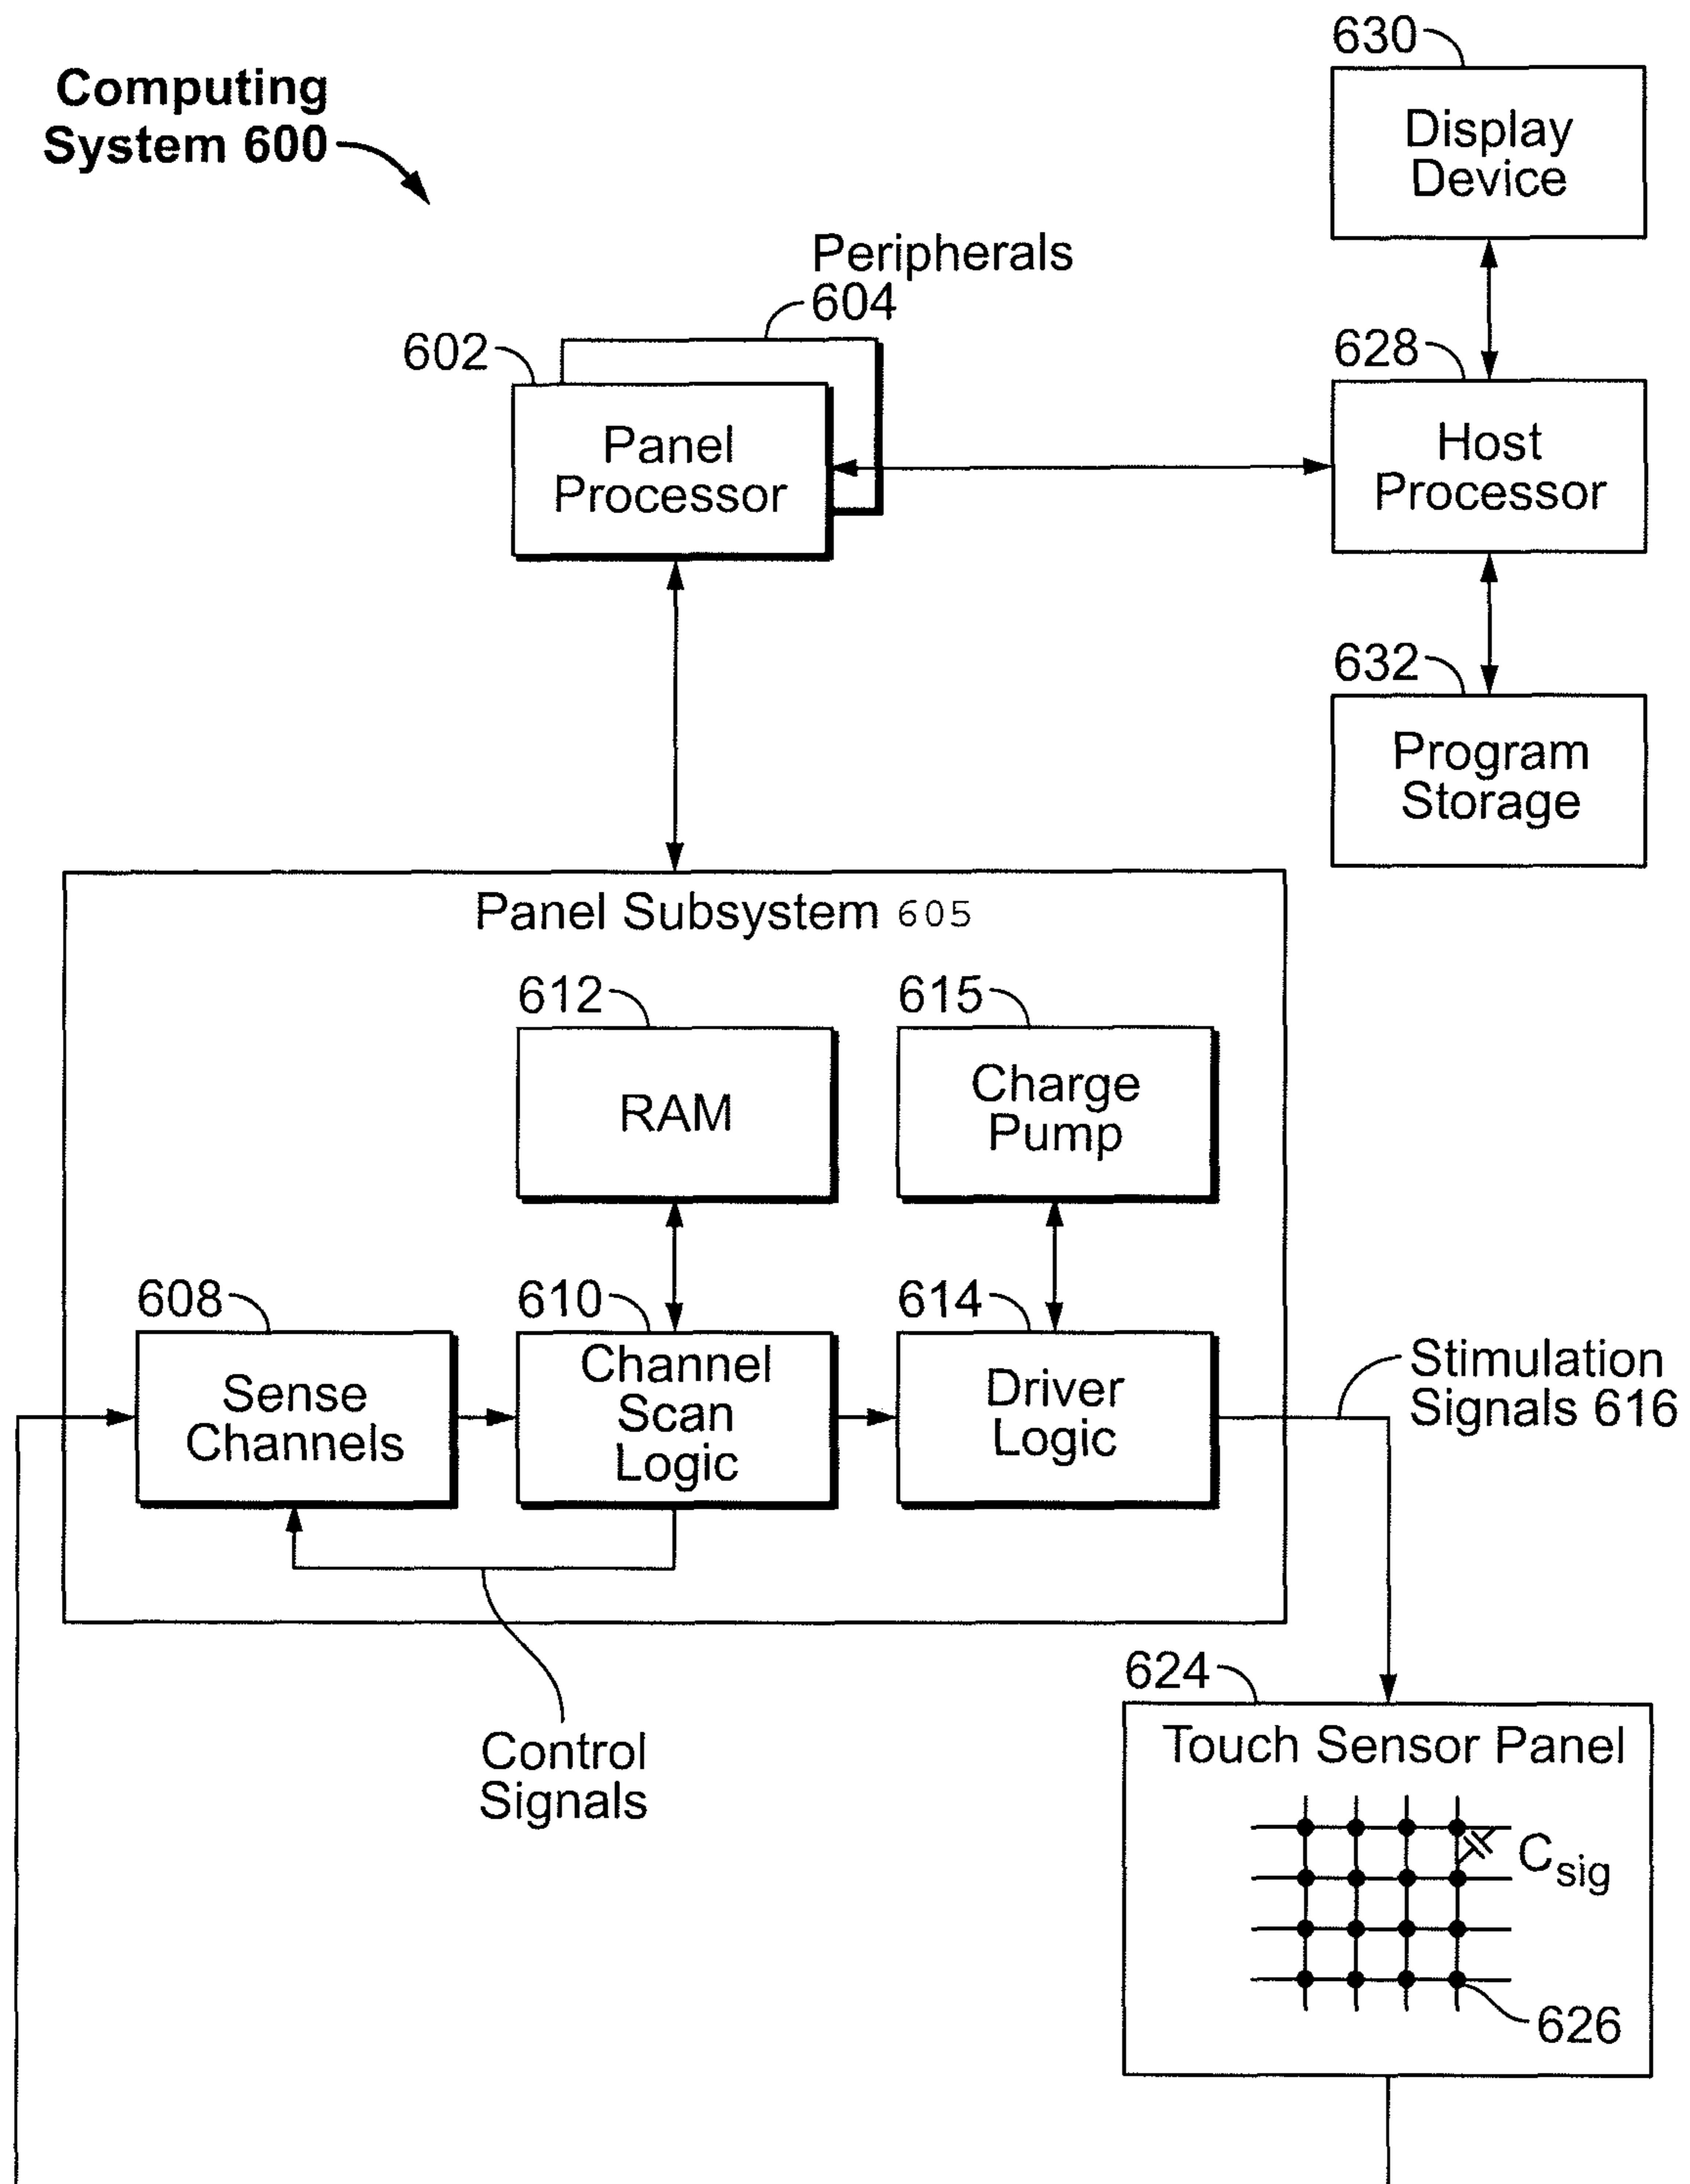 Computing
System 600
630
Display
Device
Peripherals
604
602
Panel
Processor
628
Host
Processor
632
Program
Storage
Panel Subsystem 605
612
RAM
615
Charge
Pump
608
Sense
Channels
610
Channel
Scan
Logic
614
Driver
Logic
Stimulation
Signals 616
Control
Signals
624
Touch Sensor Panel
Csig
626